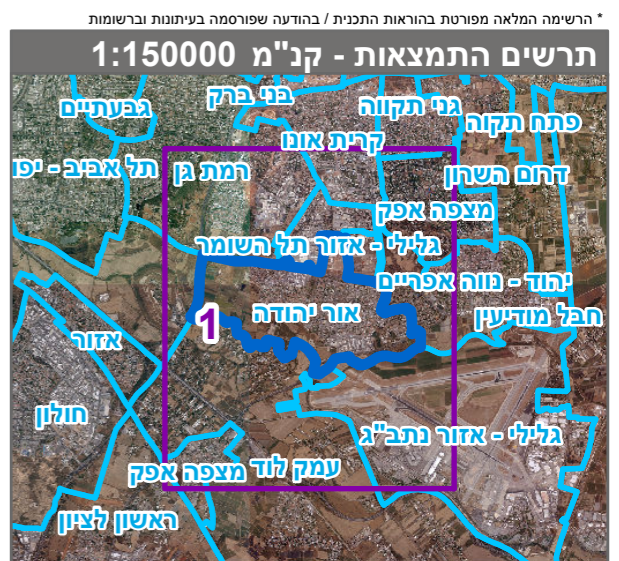 * הרשימה המלאה מפורטת בהוראות התכנית / בהודעה שפורסמה בעיתונות וברשומות
תרשים התמצאות - קנ"מ 1:150000
בני ברק
גני תקווה
גבעתיים
פתח תקוה
קרית אונו
רמת גן
תל אביב - יפו
דרום השרון
מצפה אפק
גלילי - אזור תל השומר
יהוד - נווה אפריים
אור יהודה
1
חבל מודיעין
אזור
חולון
גלילי - אזור נתב"ג
עמק לוד
מצפה אפק
ראשון לציון